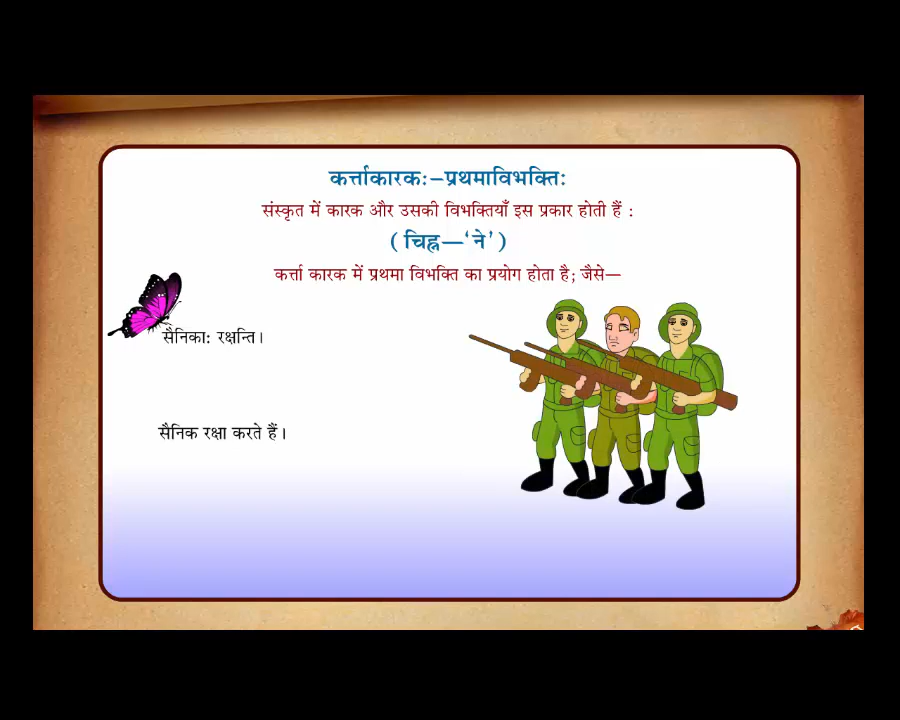 कर्त्ताकारकः–प्रथमाविभक्तिः
संस्कृत में कारक और उसकी विभक्तियाँ इस प्रकार होती हैं :
( चिह्न—‘ने’ )
कर्त्ता कारक में प्रथमा विभक्ति का प्रयोग होता है; जैसे—
सैनिकाः रक्षन्ति।
सैनिक रक्षा करते हैं।